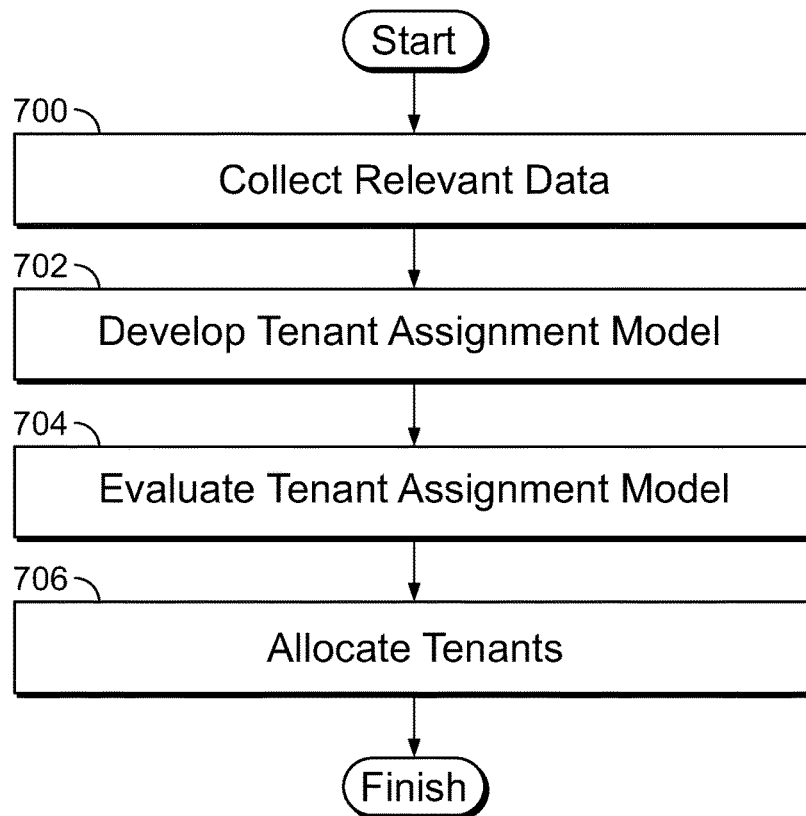 Start
700
Collect Relevant Data
702
Develop Tenant Assignment Model
704
Evaluate Tenant Assignment Model
706
Allocate Tenants
Finish